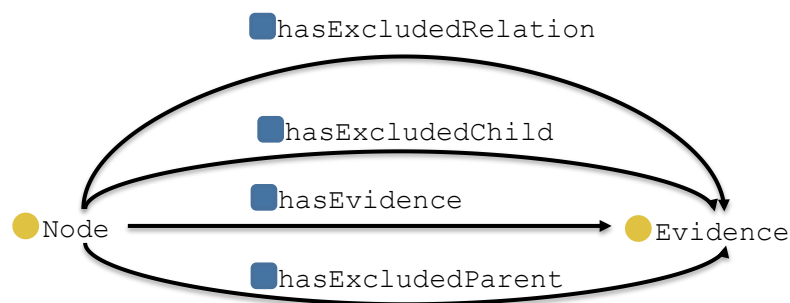 hasExcludedRelation
hasExcludedChild
hasEvidence
Node
Evidence
hasExcludedParent